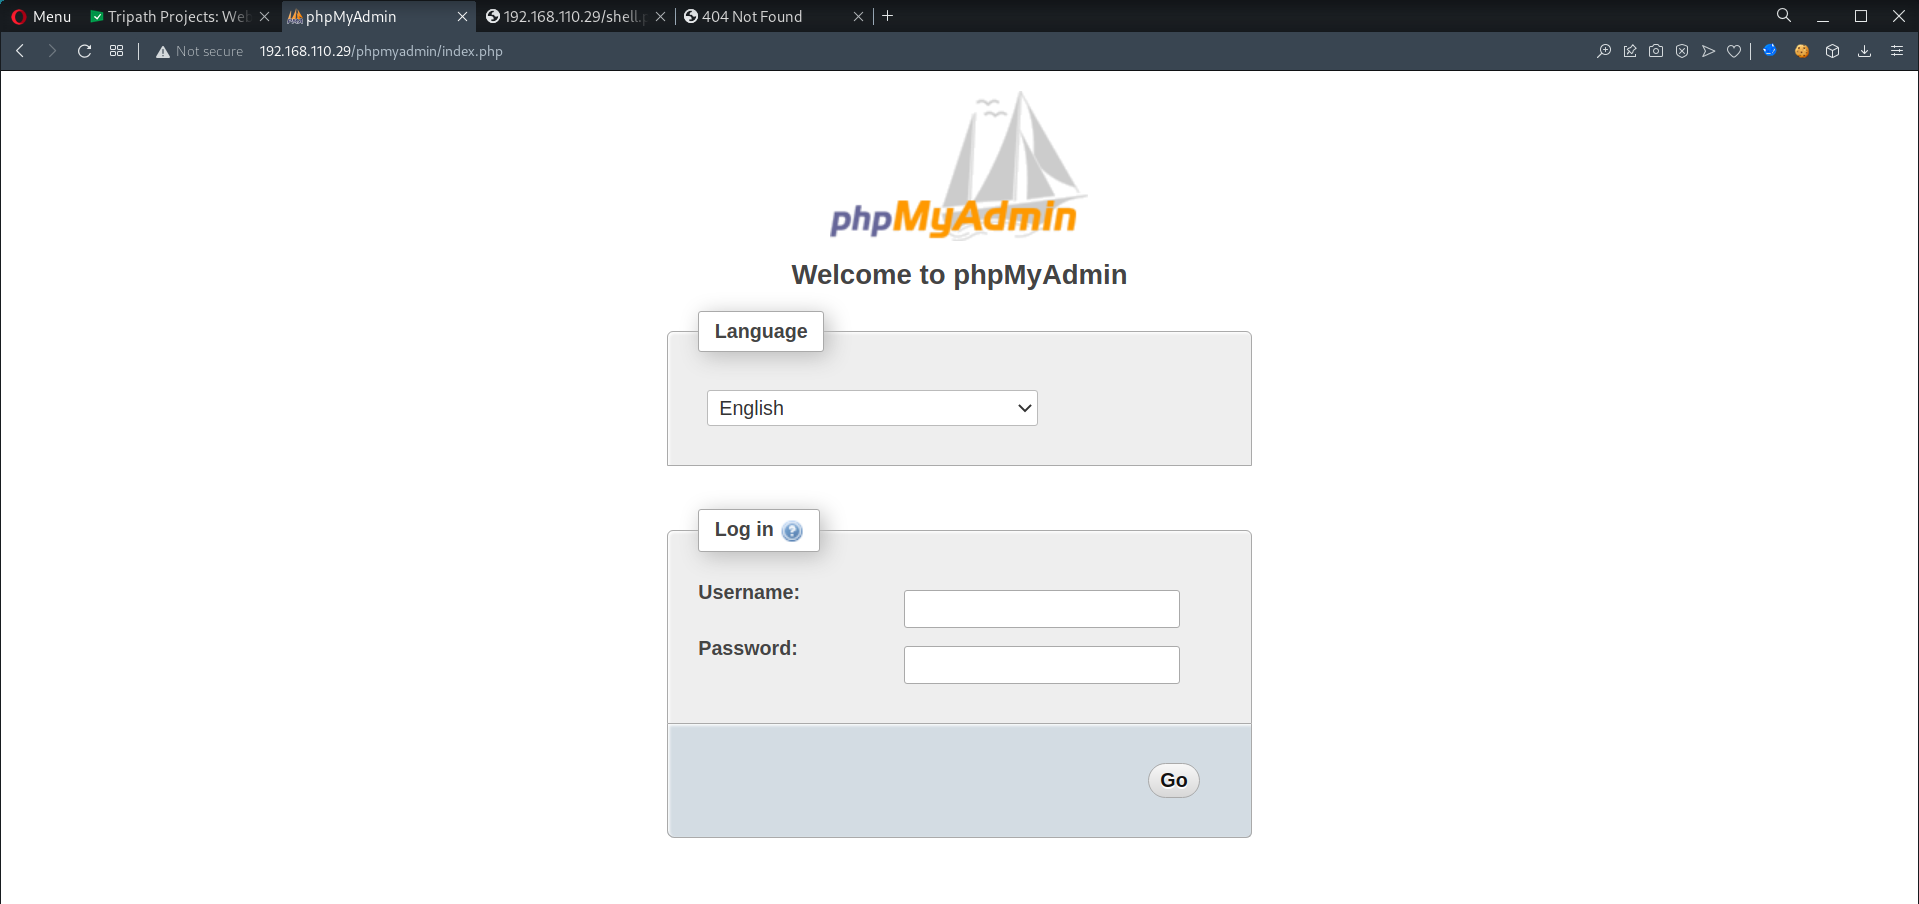 Menu
Tripath Projects: Web
phpMyAdmin
192.168.110.29/shell.p
404 Not Found
Not secure 192.168.110.29/phpmyadmin/index.php
phpMyAdmin
Welcome to phpMyAdmin
Language
English
Log in
Username:
Password:
Go